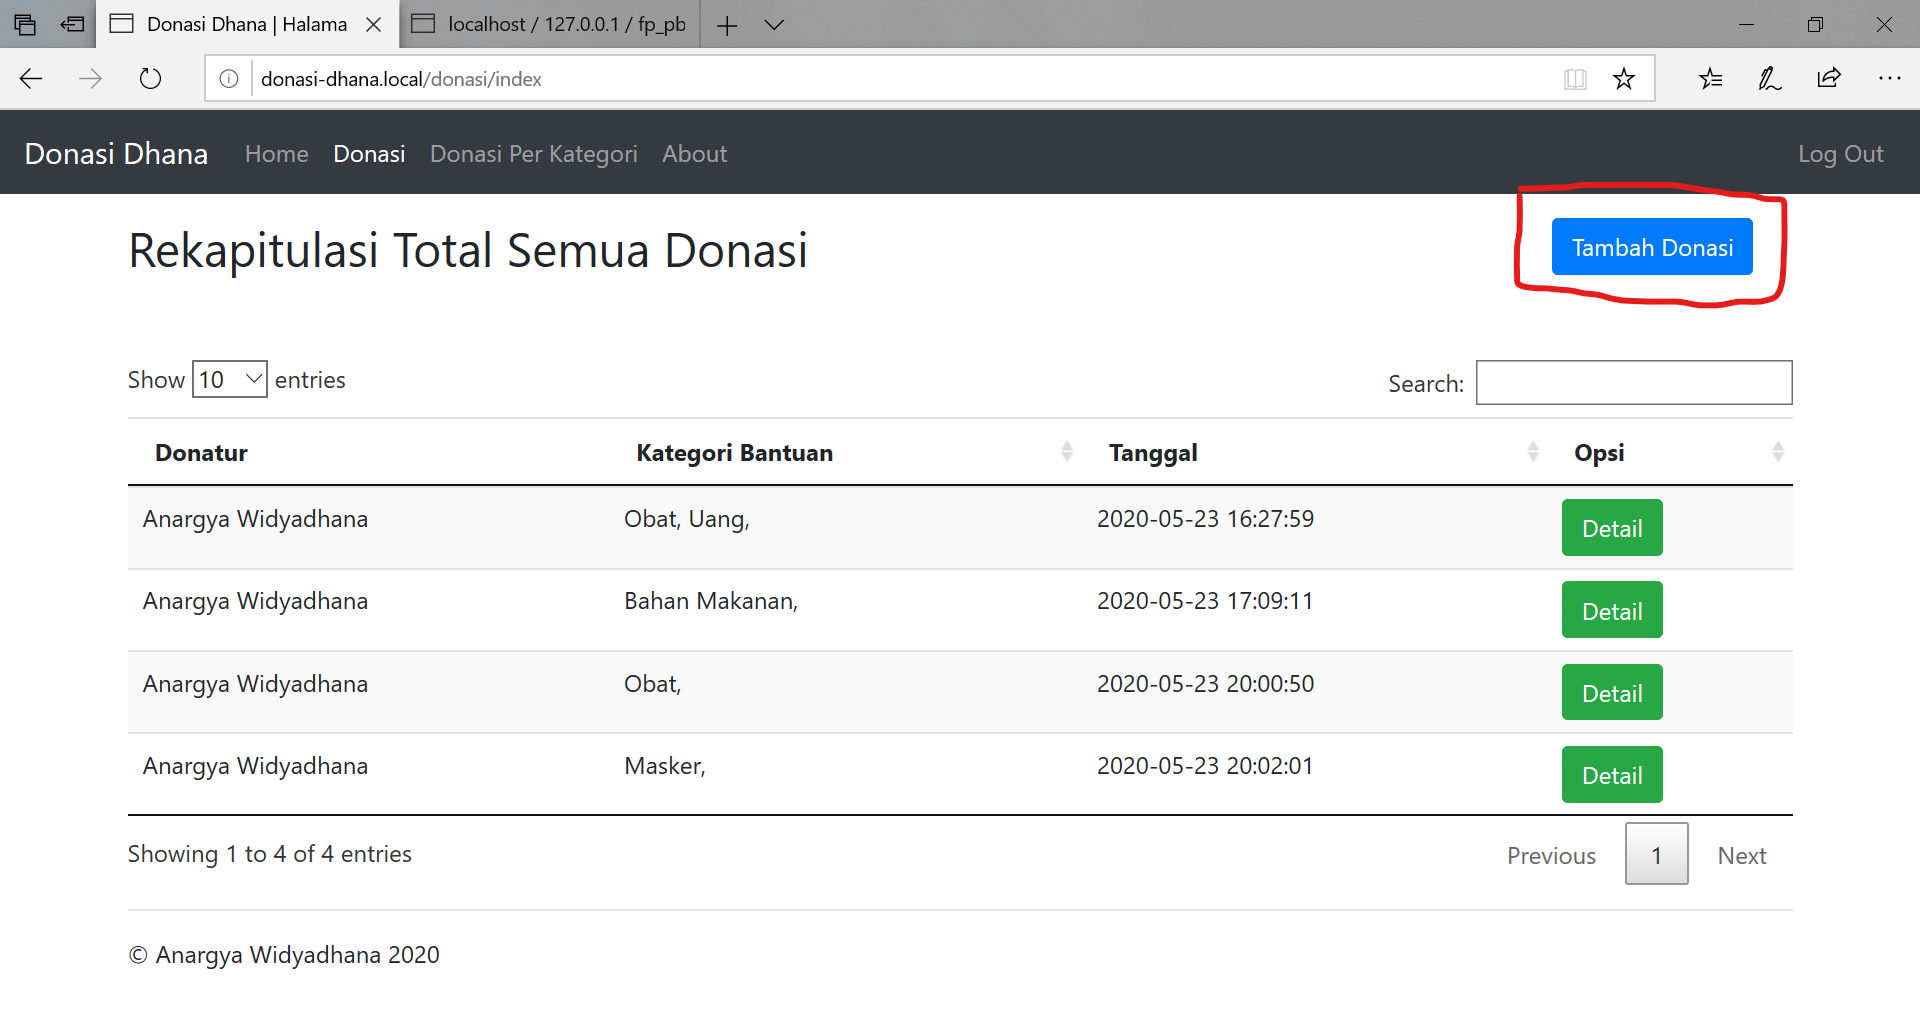 Donasi Dhana | Halama
localhost / 127.0.0.1 / fp_pb
donasi-dhana.local/donasi/index
Donasi Dhana Home Donasi Donasi Per Kategori About Log Out
Rekapitulasi Total Semua Donasi Tambah Donasi
Show 10 entries Search:
Donatur Kategori Bantuan Tanggal Opsi
Anargya Widyadhana Obat, Uang, 2020-05-23 16:27:59 Detail
Anargya Widyadhana Bahan Makanan, 2020-05-23 17:09:11 Detail
Anargya Widyadhana Obat, 2020-05-23 20:00:50 Detail
Anargya Widyadhana Masker, 2020-05-23 20:02:01 Detail
Showing 1 to 4 of 4 entries Previous 1 Next
© Anargya Widyadhana 2020